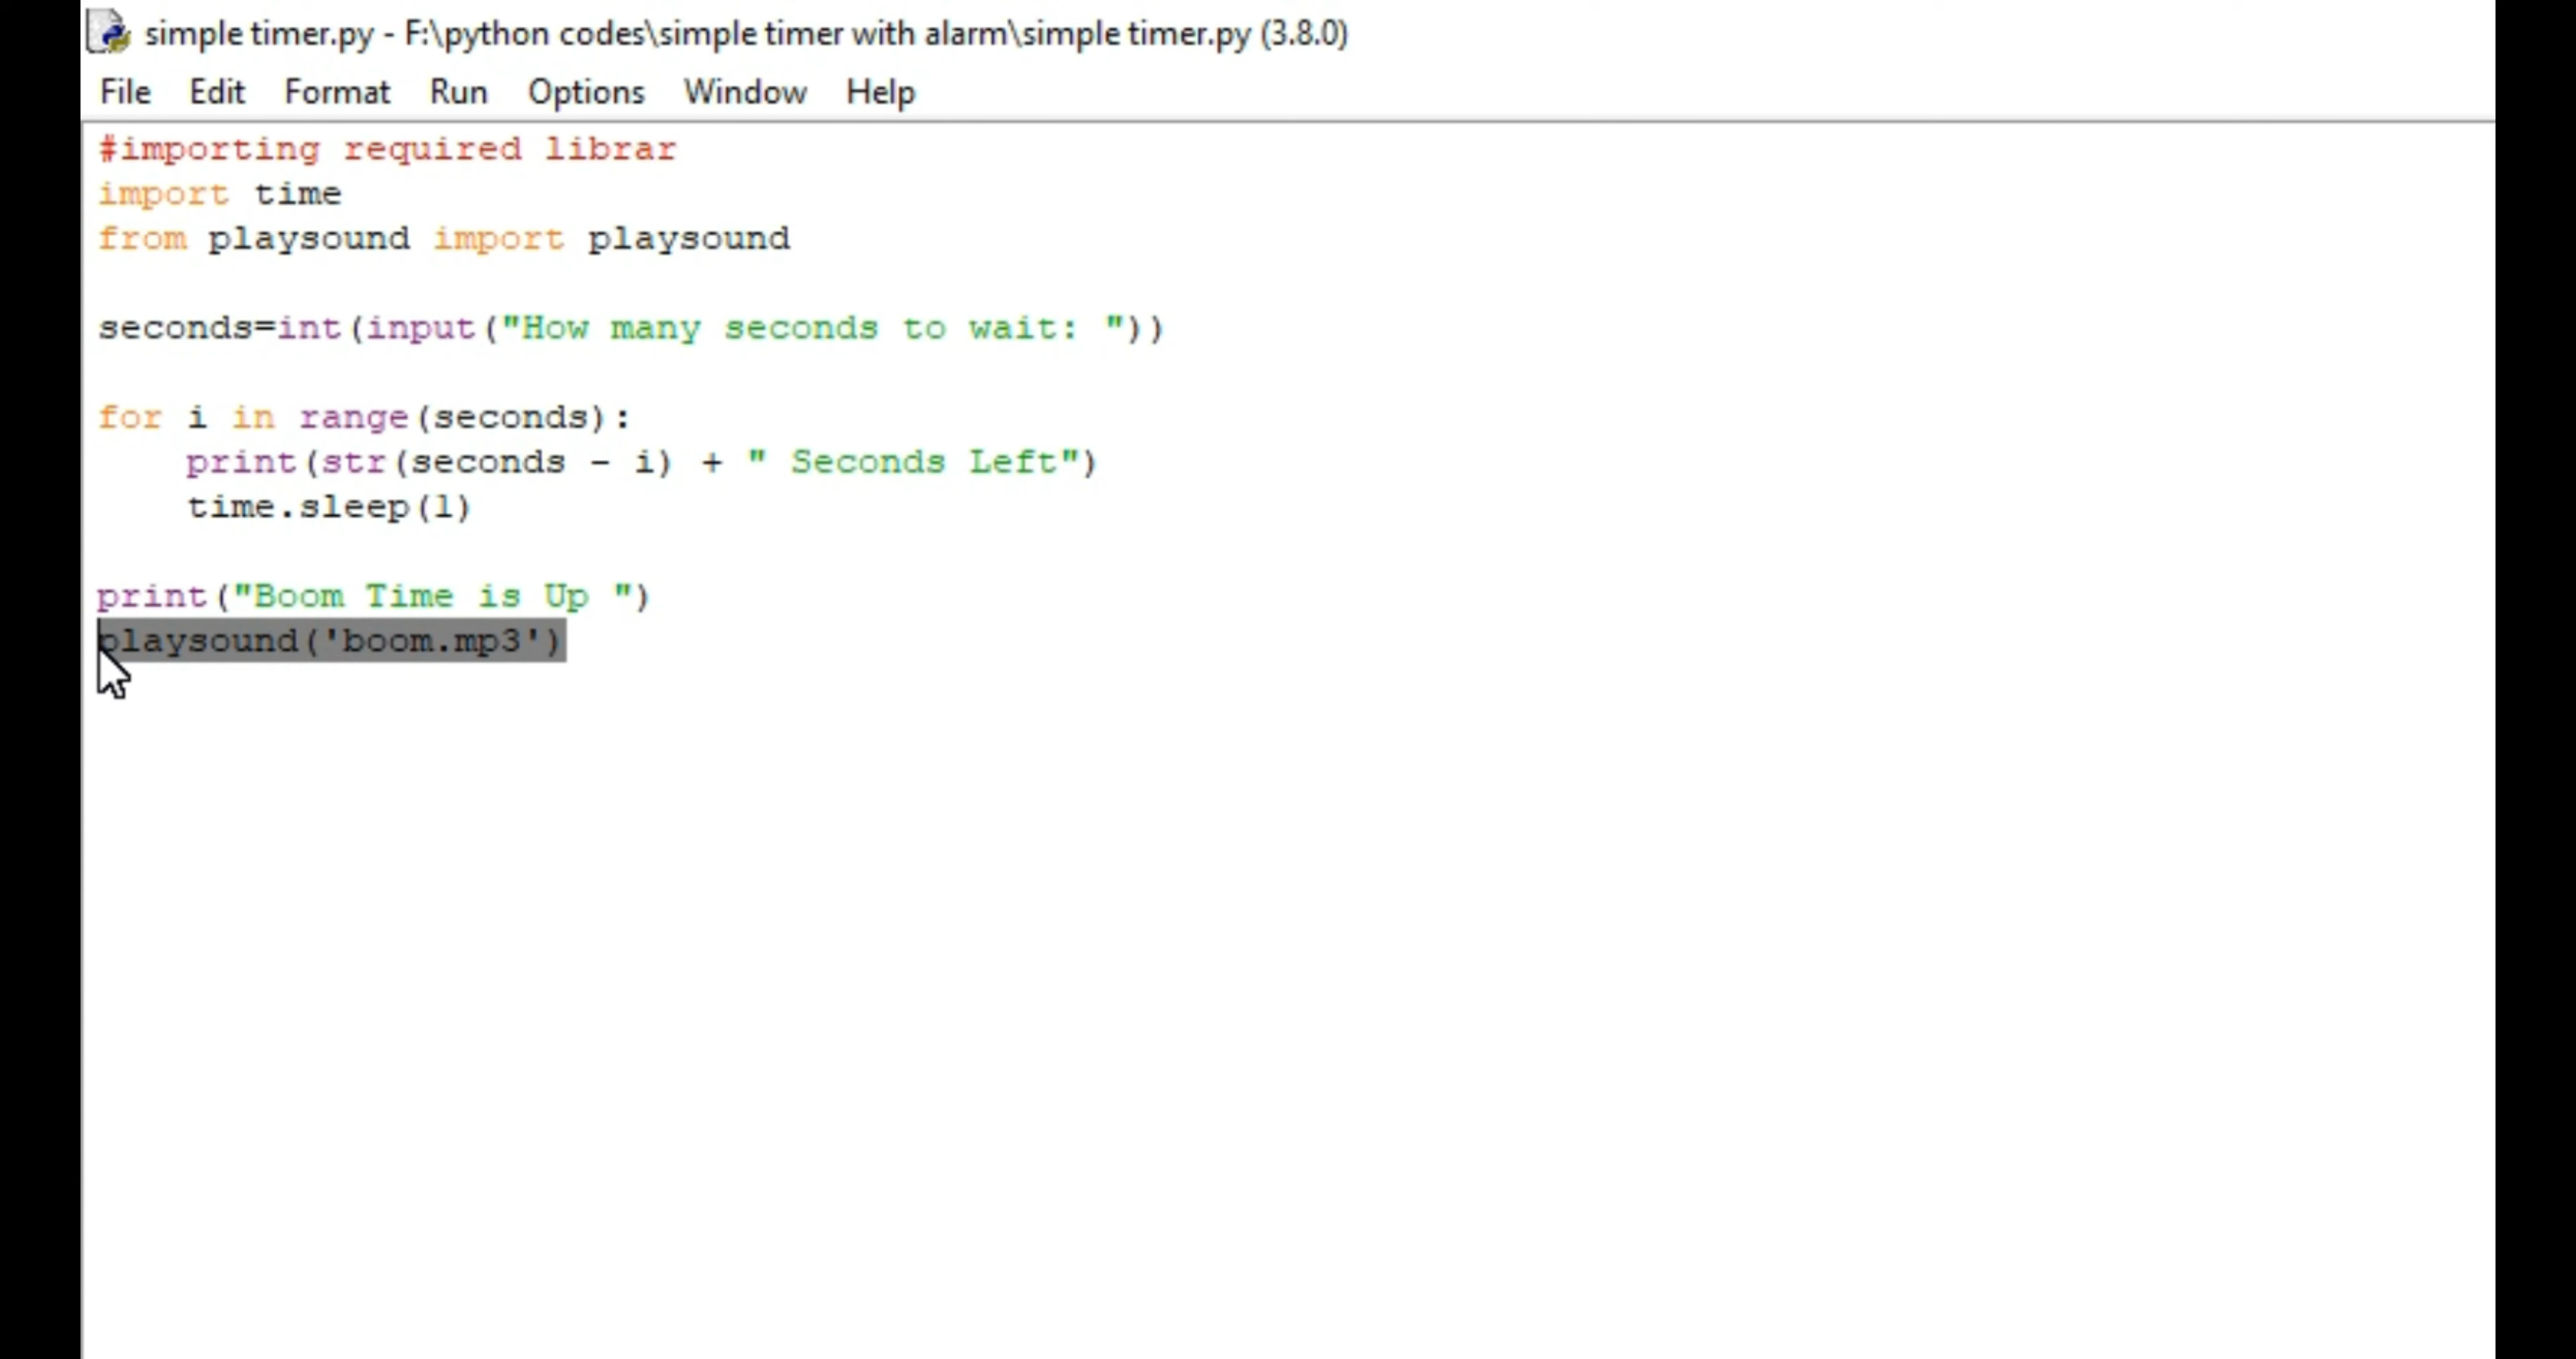 simple timer.py - F:\python codes\simple timer with alarm\simple timer.py (3.8.0)
File Edit Format Run Options Window Help
#importing required librar
import time
from playsound import playsound
seconds=int(input("How many seconds to wait: "))
for i in range(seconds):
    print(str(seconds - i) + " Seconds Left")
    time.sleep(1)
print("Boom Time is Up ")
playsound('boom.mp3')